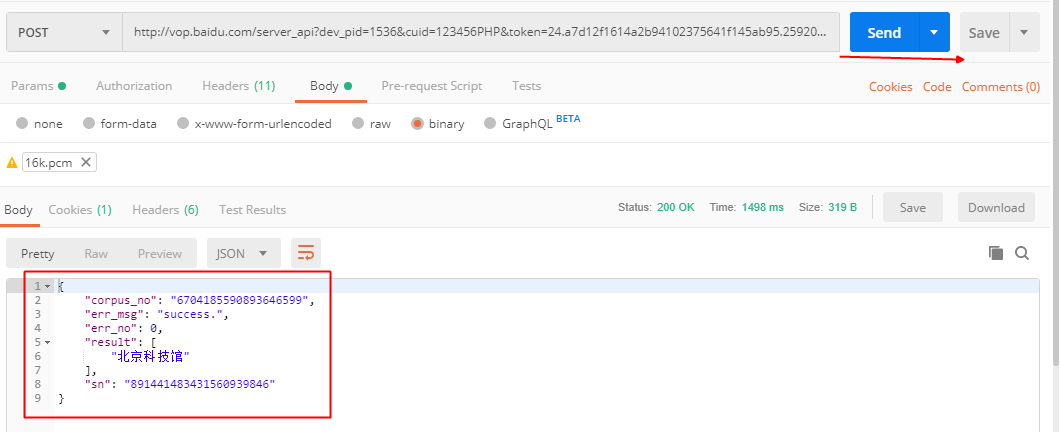 POST http://vop.baidu.com/server_api?dev_pid=1536&cuid=123456PHP&token=24.a7d12f1614a2b94102375641f145ab95.25920... Send Save
Params Authorization Headers (11) Body Pre-request Script Tests Cookies Code Comments (0)
none form-data x-www-form-urlencoded raw binary GraphQL BETA
16k.pcm
Body Cookies (1) Headers (6) Test Results Status: 200 OK Time: 1498 ms Size: 319 B Save Download
Pretty Raw Preview JSON
1 {
2 "corpus_no": "6704185590893646599",
3 "err_msg": "success.",
4 "err_no": 0,
5 "result": [
6 "北京科技馆"
7 ],
8 "sn": "891441483431560939846"
9 }